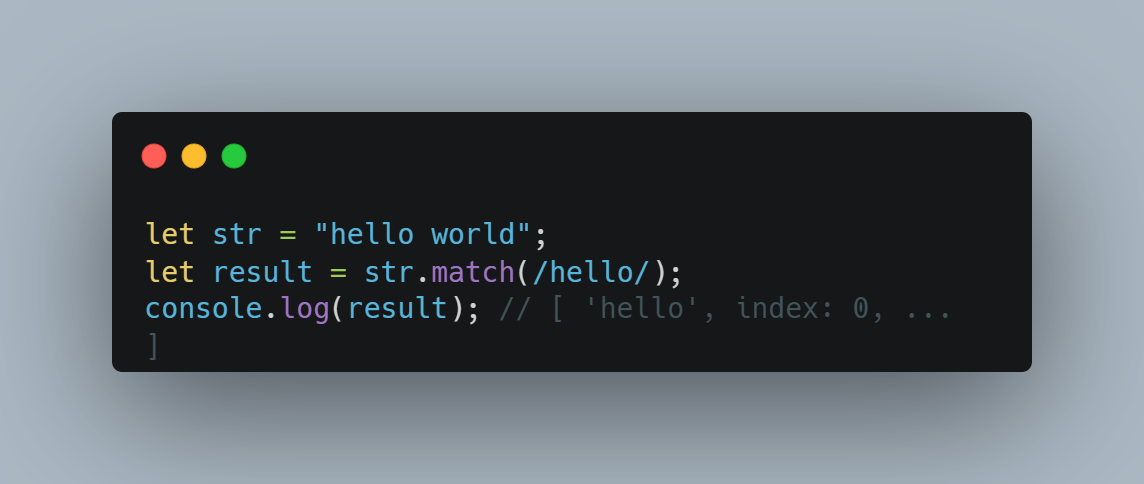 let str = "hello world";
let result = str.match(/hello/);
console.log(result); // [ 'hello', index: 0, ...
]